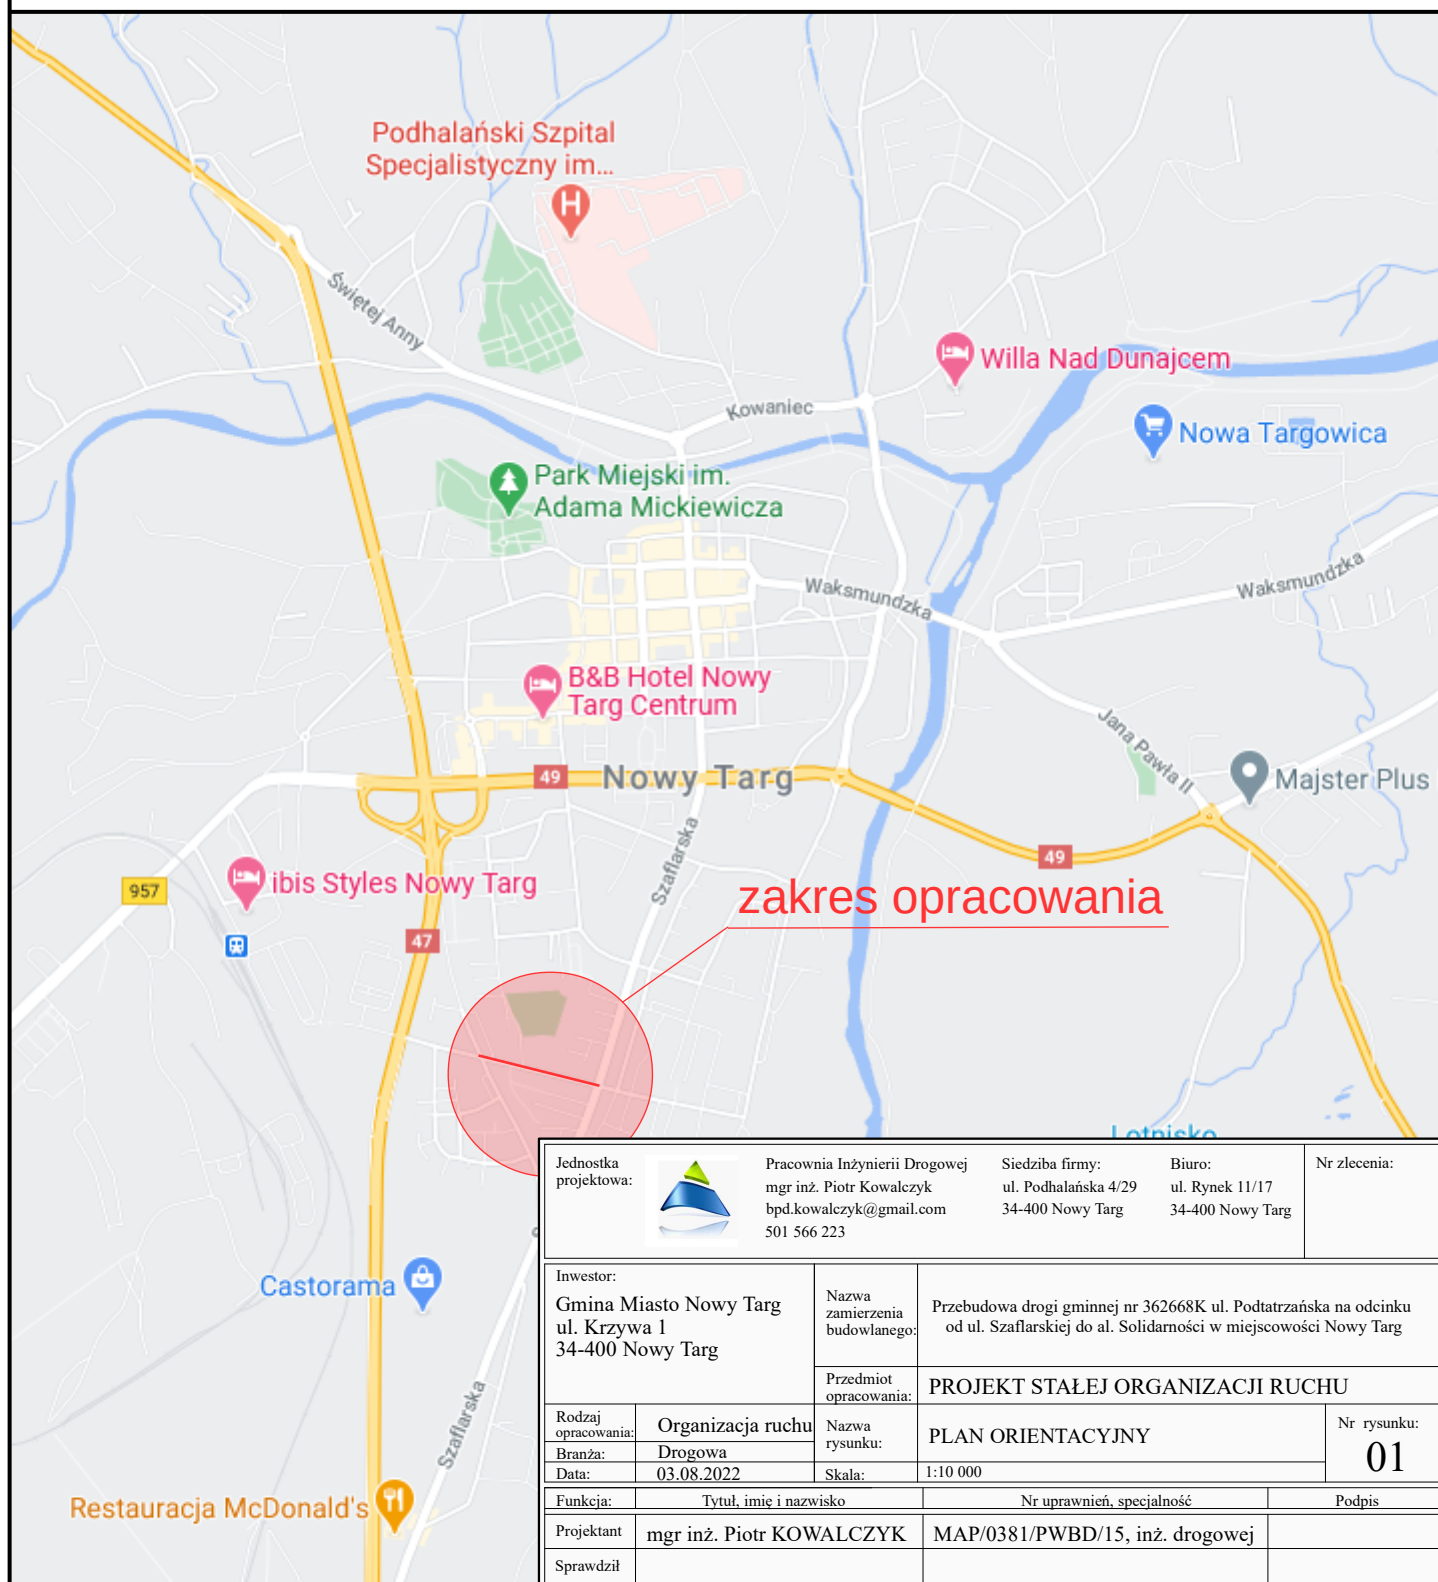 Podhalański Szpital
Specjalistyczny im...
H
Świętej Anny
Willa Nad Dunajcem
Kowaniec
Nowa Targowica
Park Miejski im.
Adama Mickiewicza
Waksmundzka
Waksmundzka
B&B Hotel Nowy
Targ Centrum
Jana Pawła II
49
Nowy Targ
Majster Plus
Szaflarska
49
957
ibis Styles Nowy Targ
zakres opracowania
47
Lotnisko
Castorama
Szaflarska
Restauracja McDonald's
Jednostka
projektowa:
Pracownia Inżynierii Drogowej
mgr inż. Piotr Kowalczyk
bpd.kowalczyk@gmail.com
501 566 223
Siedziba firmy:
ul. Podhalańska 4/29
34-400 Nowy Targ
Biuro:
ul. Rynek 11/17
34-400 Nowy Targ
Nr zlecenia:
Inwestor:
Gmina Miasto Nowy Targ
ul. Krzywa 1
34-400 Nowy Targ
Nazwa
zamierzenia
budowlanego:
Przebudowa drogi gminnej nr 362668K ul. Podtatrzańska na odcinku
od ul. Szaflarskiej do al. Solidarności w miejscowości Nowy Targ
Przedmiot
opracowania:
PROJEKT STAŁEJ ORGANIZACJI RUCHU
Rodzaj
opracowania:
Organizacja ruchu
Nazwa
rysunku:
PLAN ORIENTACYJNY
Nr rysunku:
01
Branża:
Drogowa
Data:
03.08.2022
Skala:
1:10 000
Funkcja:
Tytuł, imię i nazwisko
Nr uprawnień, specjalność
Podpis
Projektant
mgr inż. Piotr KOWALCZYK
MAP/0381/PWBD/15, inż. drogowej
Sprawdził